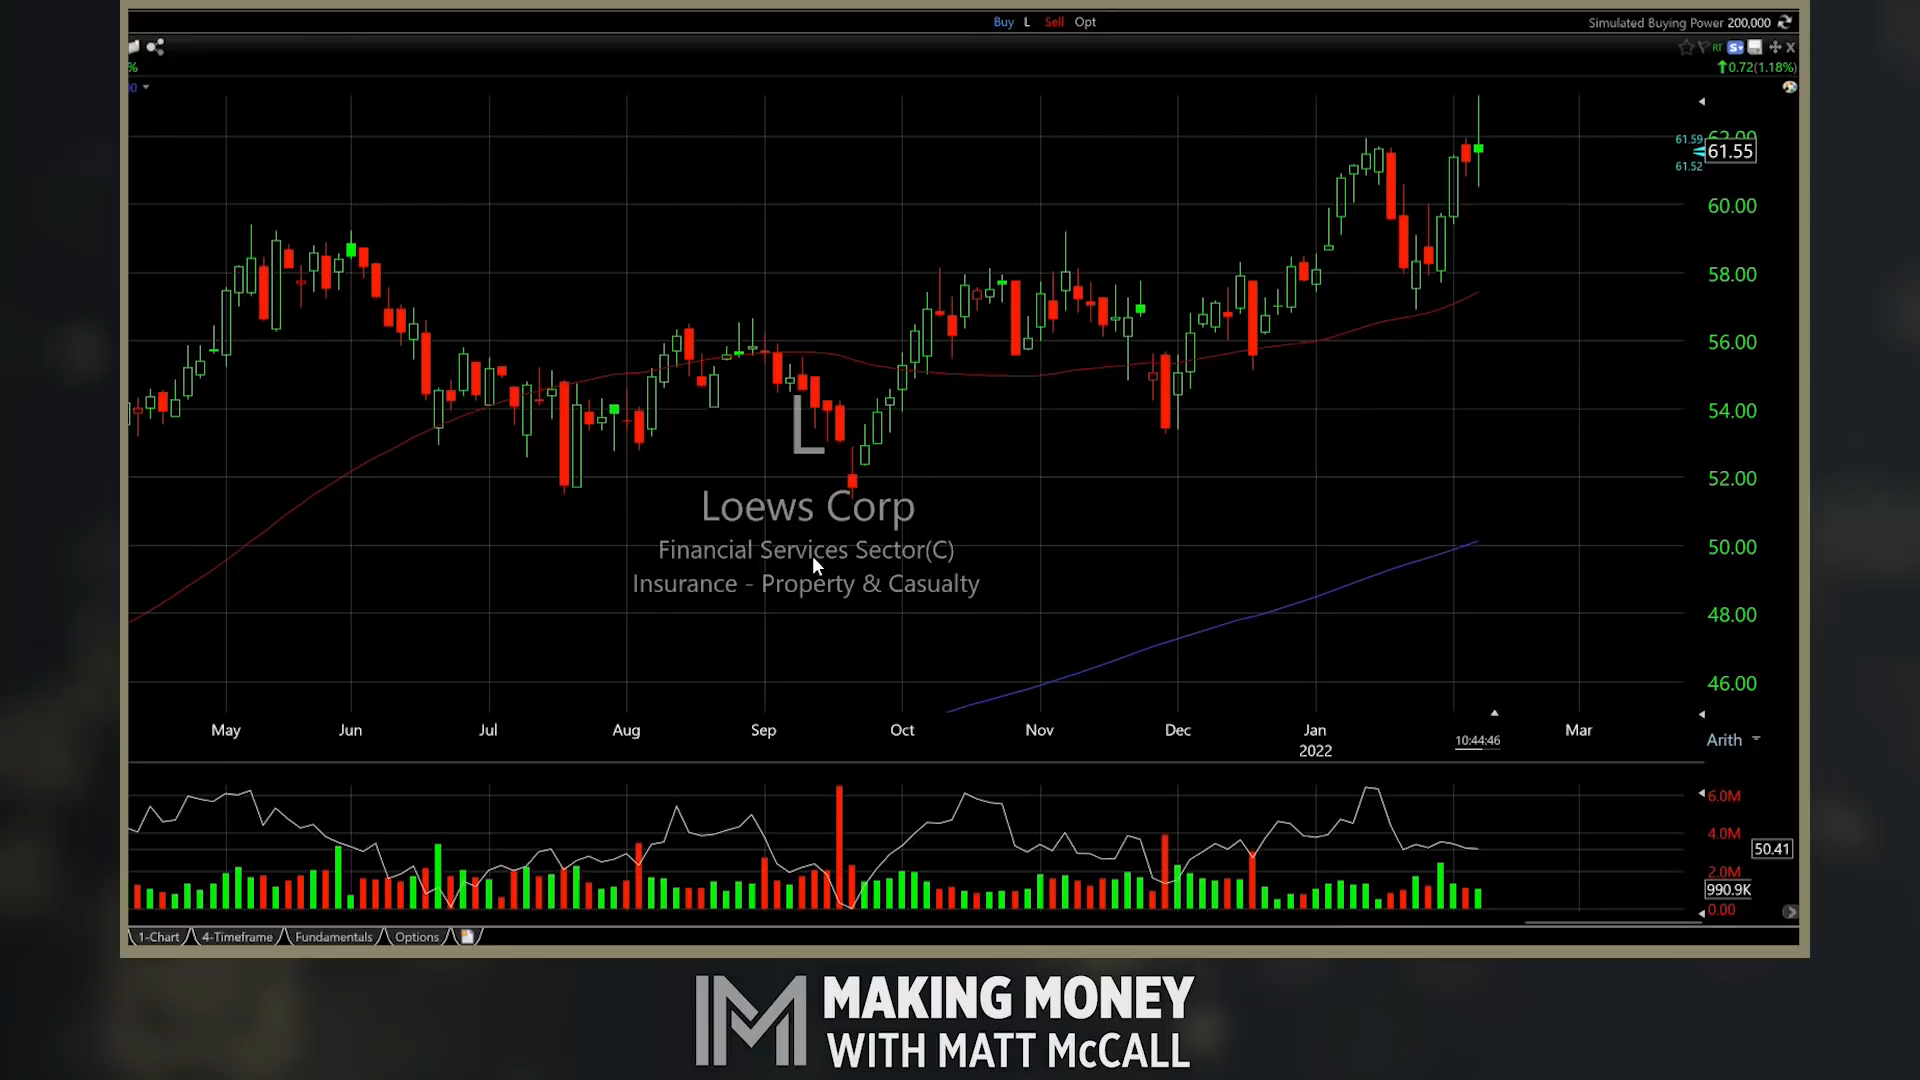 Buy L Sell Opt
Simulated Buying Power 200,000
RT S
%
0.72(1.18%)
61.59
62.00
61.55
61.52
60.00
58.00
56.00
54.00
52.00
50.00
48.00
46.00
L
Loews Corp
Financial Services Sector(C)
Insurance - Property & Casualty
May Jun Jul Aug Sep Oct Nov Dec Jan Mar
2022
10:44:46
Arith
6.0M
4.0M
50.41
2.0M
990.9K
0.00
1-Chart 4-Timeframe Fundamentals Options
MAKING MONEY
WITH MATT McCALL